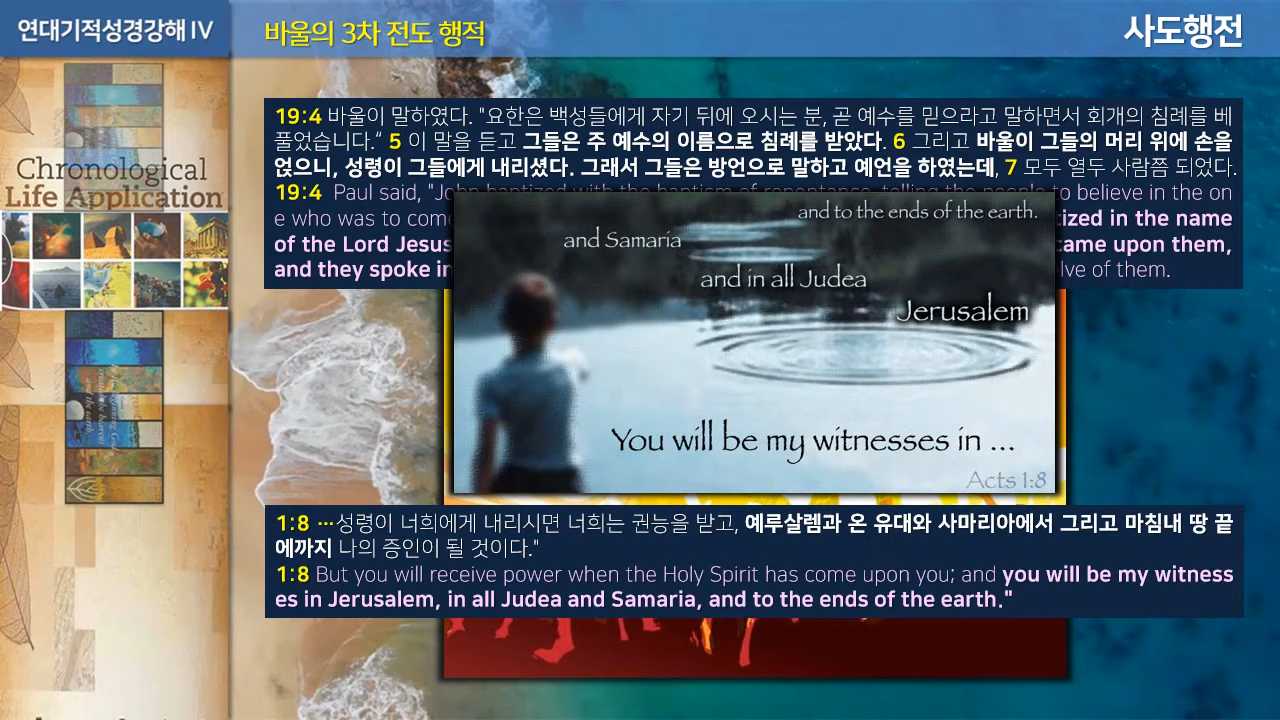 연대기적성경강해 IV
바울의 3차 전도 행적
사도행전
Chronological
Life Application
19:4 바울이 말하였다. "요한은 백성들에게 자기 뒤에 오시는 분, 곧 예수를 믿으라고 말하면서 회개의 침례를 베
풀었습니다.“ 5 이 말을 듣고 그들은 주 예수의 이름으로 침례를 받았다. 6 그리고 바울이 그들의 머리 위에 손을
얹으니, 성령이 그들에게 내리셨다. 그래서 그들은 방언으로 말하고 예언을 하였는데, 7 모두 열두 사람쯤 되었다.
19:4 Paul said, "John baptized with the baptism of repentance, telling the people to believe in the on
e who was to come
tized in the name
of the Lord Jesus
came upon them,
and they spoke in
lve of them.
and to the ends of the earth.
and Samaria
and in all Judea
Jerusalem
You will be my witnesses in ...
Acts 1:8
1:8 ···성령이 너희에게 내리시면 너희는 권능을 받고, 예루살렘과 온 유대와 사마리아에서 그리고 마침내 땅 끝
에까지 나의 증인이 될 것이다."
1:8 But you will receive power when the Holy Spirit has come upon you; and you will be my witness
es in Jerusalem, in all Judea and Samaria, and to the ends of the earth."